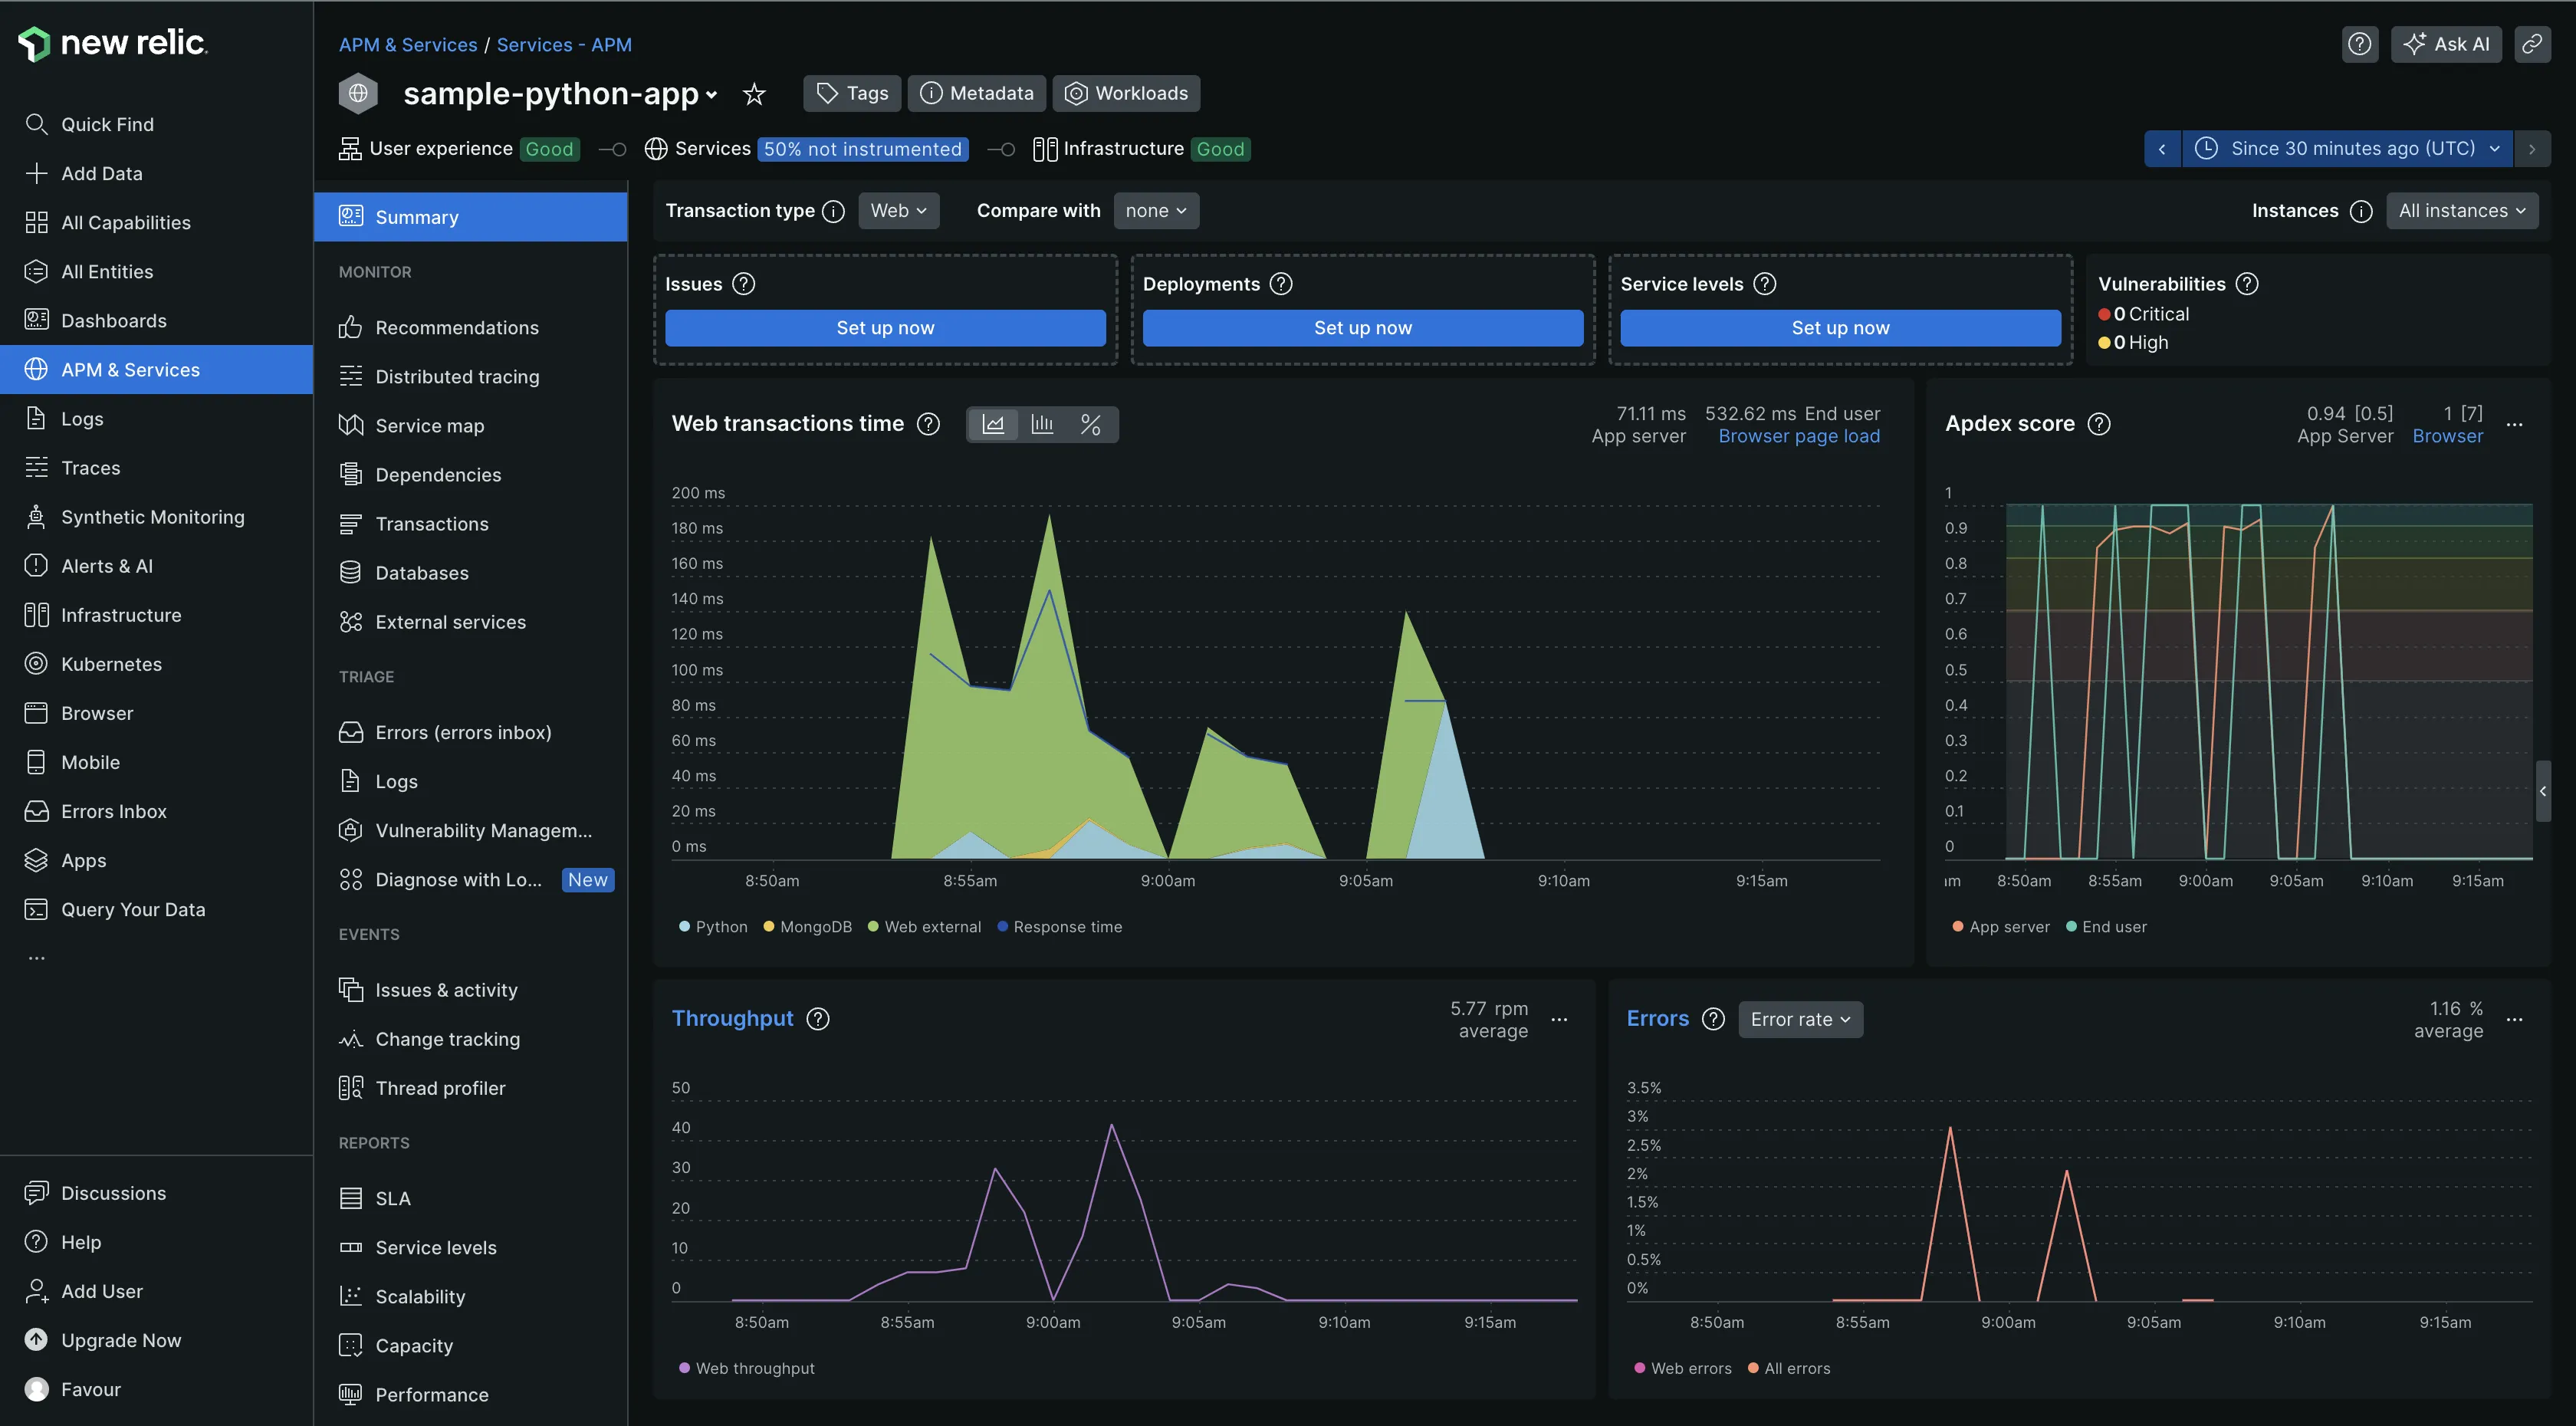 new relic
Quick Find
Add Data
All Capabilities
All Entities
Dashboards
APM & Services
Logs
Traces
Synthetic Monitoring
Alerts & AI
Infrastructure
Kubernetes
Browser
Mobile
Errors Inbox
Apps
Query Your Data
...
Discussions
Help
Add User
Upgrade Now
Favour
APM & Services / Services - APM
Ask AI
sample-python-app
Tags
Metadata
Workloads
User experience Good
Services 50% not instrumented
Infrastructure Good
Since 30 minutes ago (UTC)
Summary
MONITOR
Recommendations
Distributed tracing
Service map
Dependencies
Transactions
Databases
External services
TRIAGE
Errors (errors inbox)
Logs
Vulnerability Managem...
Diagnose with Lo... New
EVENTS
Issues & activity
Change tracking
Thread profiler
REPORTS
SLA
Service levels
Scalability
Capacity
Performance
Transaction type Web
Compare with none
Instances All instances
Issues
Set up now
Deployments
Set up now
Service levels
Set up now
Vulnerabilities
0 Critical
0 High
Web transactions time
%
71.11 ms 532.62 ms End user
App server Browser page load
200 ms
180 ms
160 ms
140 ms
120 ms
100 ms
80 ms
60 ms
40 ms
20 ms
0 ms
8:50am 8:55am 9:00am 9:05am 9:10am 9:15am
Python MongoDB Web external Response time
Apdex score
0.94 [0.5] 1 [7]
App Server Browser
...
1
0.9
0.8
0.7
0.6
0.5
0.4
0.3
0.2
0.1
0
am 8:50am 8:55am 9:00am 9:05am 9:10am 9:15am
App server End user
Throughput
5.77 rpm
average
...
50
40
30
20
10
0
8:50am 8:55am 9:00am 9:05am 9:10am 9:15am
Web throughput
Errors Error rate
1.16 %
average
...
3.5%
3%
2.5%
2%
1.5%
1%
0.5%
0%
8:50am 8:55am 9:00am 9:05am 9:10am 9:15am
Web errors All errors